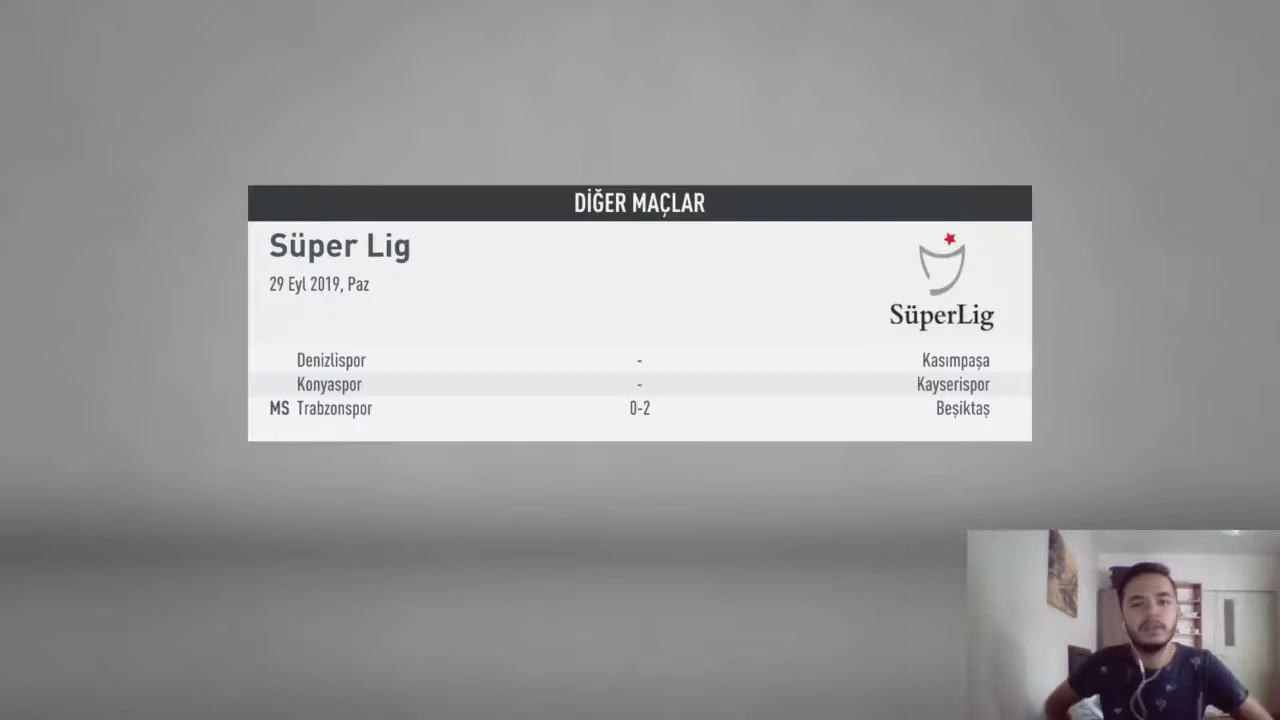 DİĞER MAÇLAR
Süper Lig
29 Eyl 2019, Paz
SüperLig
Denizlispor - Kasımpaşa
Konyaspor - Kayserispor
MS Trabzonspor 0-2 Beşiktaş